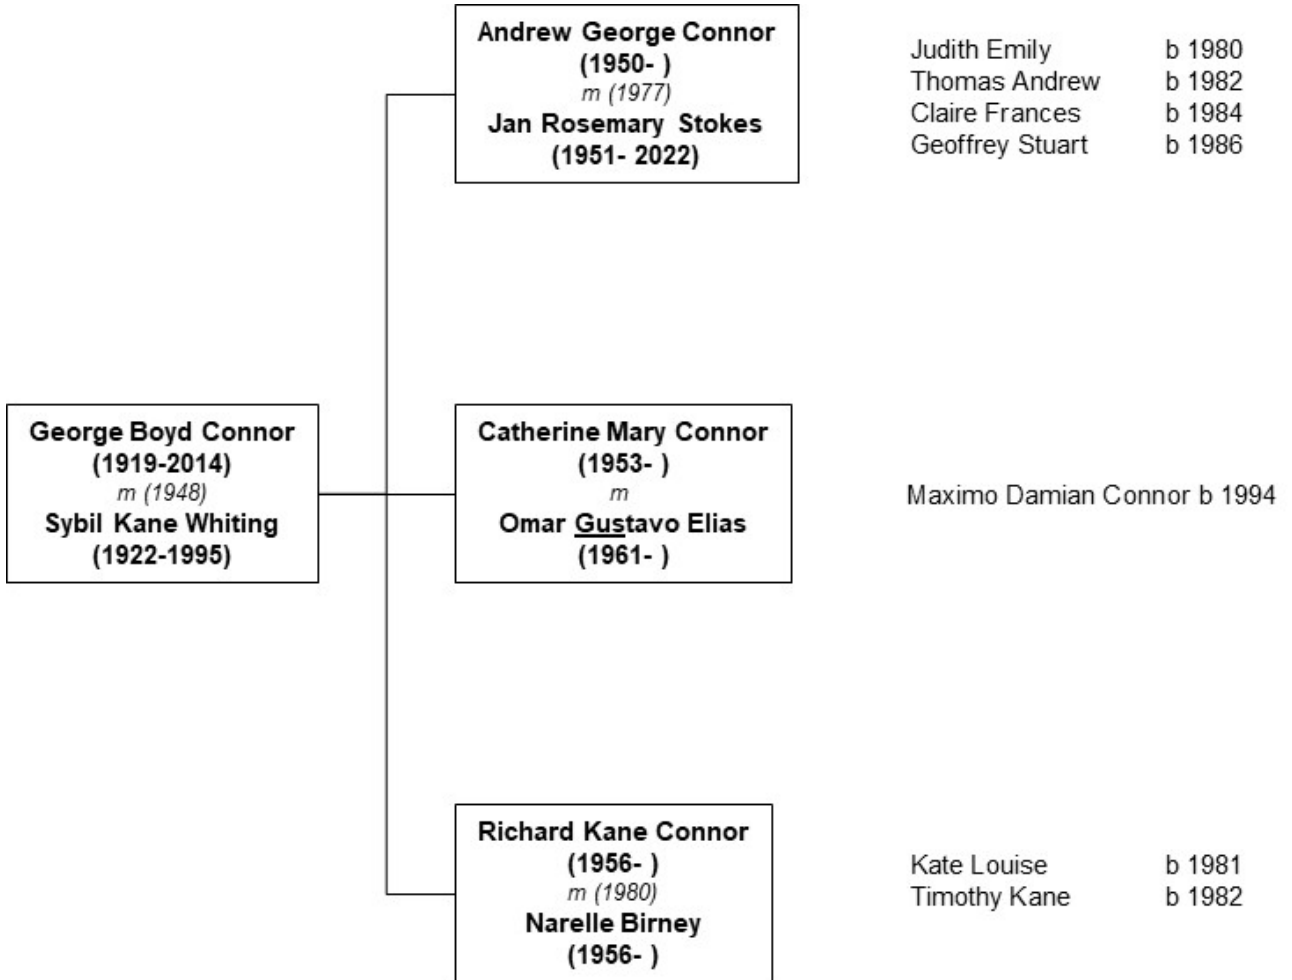 Andrew George Connor
(1950- )
m (1977)
Jan Rosemary Stokes
(1951- 2022)
Judith Emily b 1980
Thomas Andrew b 1982
Claire Frances b 1984
Geoffrey Stuart b 1986
George Boyd Connor
(1919-2014)
m (1948)
Sybil Kane Whiting
(1922-1995)
Catherine Mary Connor
(1953- )
m
Omar Gustavo Elias
(1961- )
Maximo Damian Connor b 1994
Richard Kane Connor
(1956- )
m (1980)
Narelle Birney
(1956- )
Kate Louise b 1981
Timothy Kane b 1982